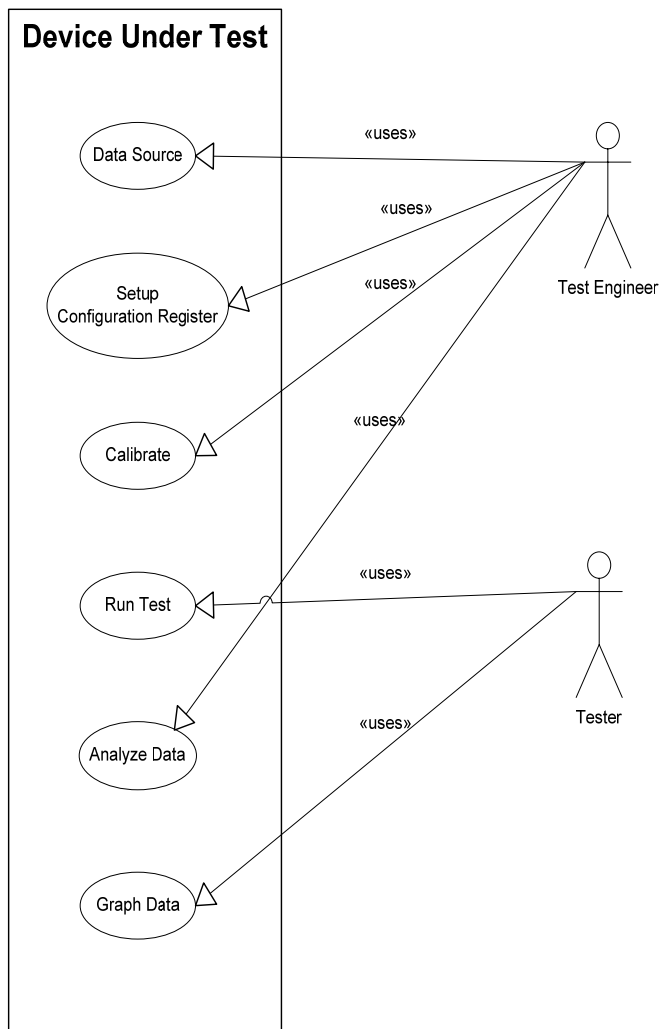 Device Under Test
«uses»
Data Source
«uses»
Test Engineer
Setup
Configuration Register
«uses»
«uses»
Calibrate
«uses»
Run Test
Tester
«uses»
Analyze Data
Graph Data